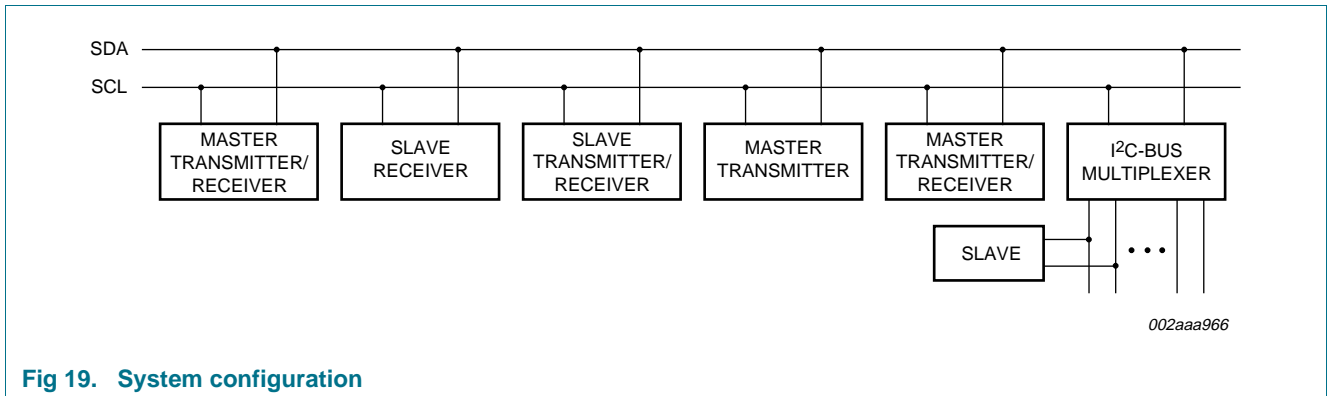 SDA
SCL
MASTER
TRANSMITTER/
RECEIVER
SLAVE
RECEIVER
SLAVE
TRANSMITTER/
RECEIVER
MASTER
TRANSMITTER
MASTER
TRANSMITTER/
RECEIVER
I²C-BUS
MULTIPLEXER
SLAVE
002aaa966
Fig 19. System configuration